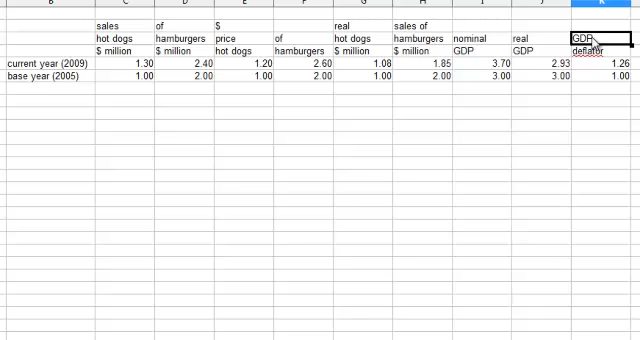 B C D E F G H I J K
sales of $ real sales of
hot dogs hamburgers price of hot dogs hamburgers nominal real GDP
$ million $ million hot dogs hamburgers $ million $ million GDP GDP deflator
current year (2009) 1.30 2.40 1.20 2.60 1.08 1.85 3.70 2.93 1.26
base year (2005) 1.00 2.00 1.00 2.00 1.00 2.00 3.00 3.00 1.00